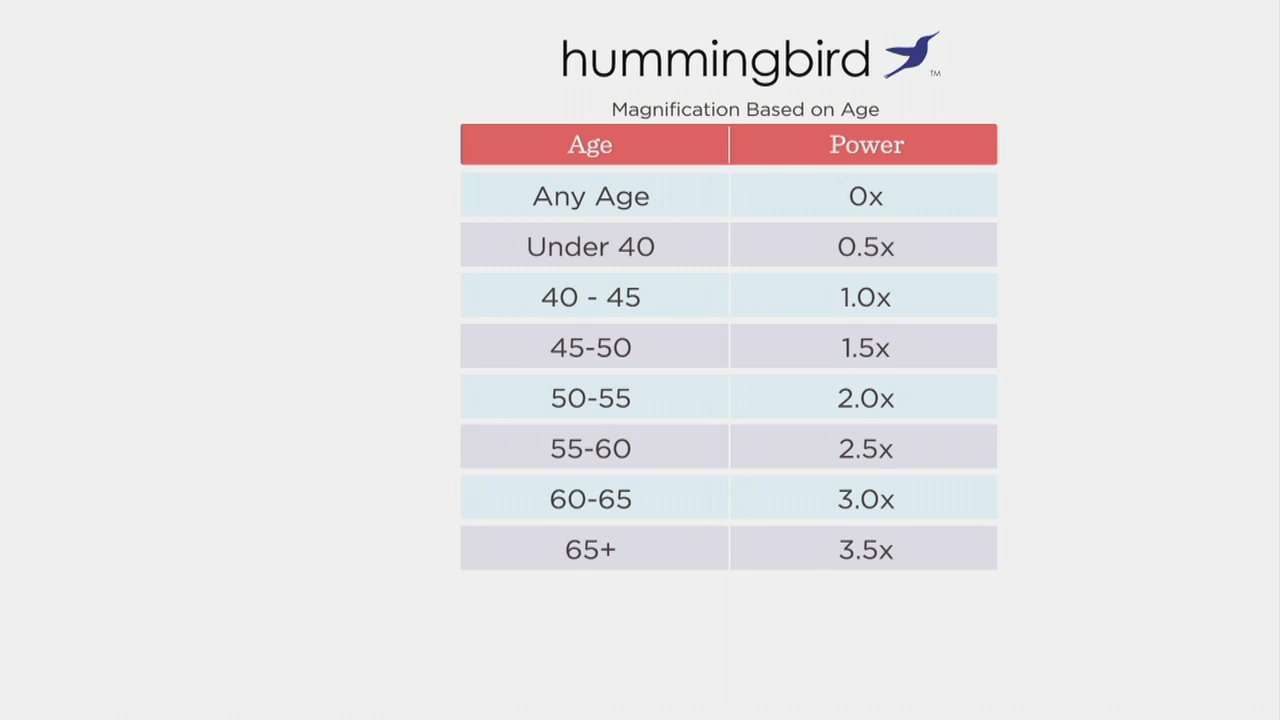 hummingbird
TM
Magnification Based on Age
Age Power
Any Age 0x
Under 40 0.5x
40 - 45 1.0x
45-50 1.5x
50-55 2.0x
55-60 2.5x
60-65 3.0x
65+ 3.5x